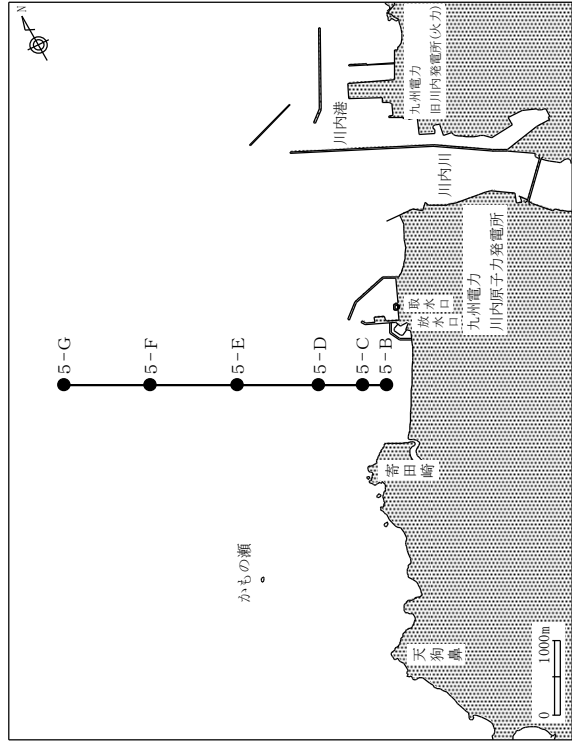 N
5-G
5-F
5-E
5-D
5-C
5-B
かもの瀬
天狗鼻
寄田崎
放水口
取水口
九州電力
川内原子力発電所
川内川
川内港
九州電力
旧川内発電所(火力)
0 1000m